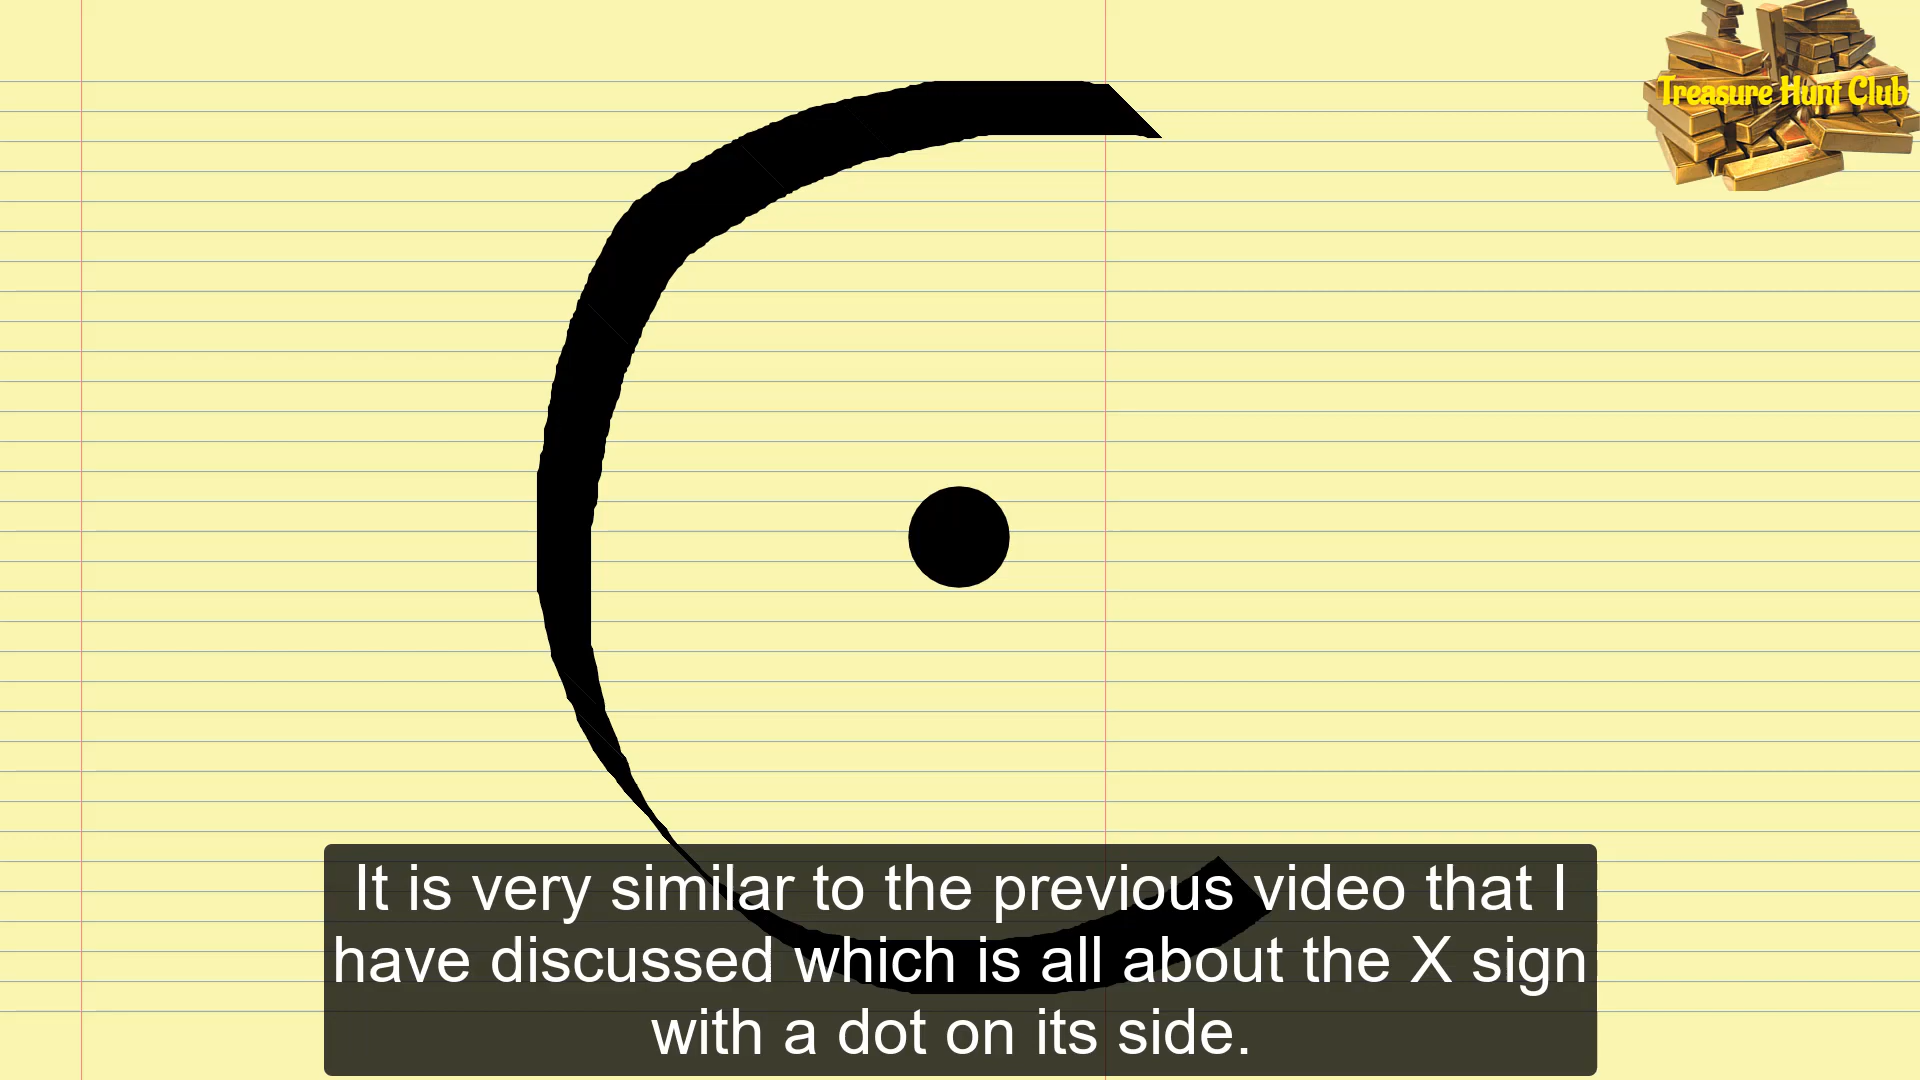 Treasure Hunt Club
It is very similar to the previous video that I
have discussed which is all about the X sign
with a dot on its side.